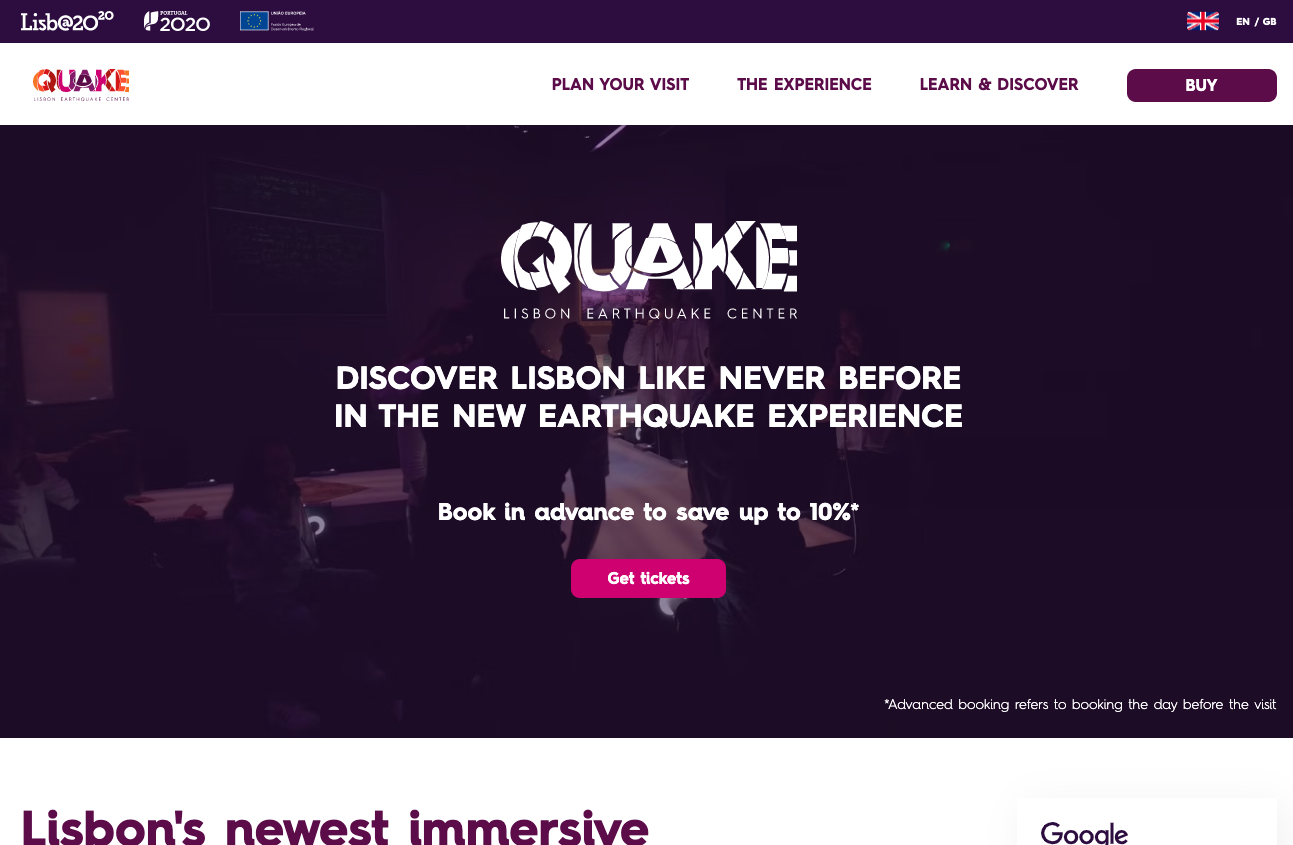 Lisb@20²⁰
PORTUGAL
2020
UNIÃO EUROPEIA
Fundo Europeu de
Desenvolvimento Regional
EN / GB
QUAKE
LISBON EARTHQUAKE CENTER
PLAN YOUR VISIT
THE EXPERIENCE
LEARN & DISCOVER
BUY
QUAKE
LISBON EARTHQUAKE CENTER
DISCOVER LISBON LIKE NEVER BEFORE
IN THE NEW EARTHQUAKE EXPERIENCE
Book in advance to save up to 10%*
Get tickets
*Advanced booking refers to booking the day before the visit
Lisbon's newest immersive
Google